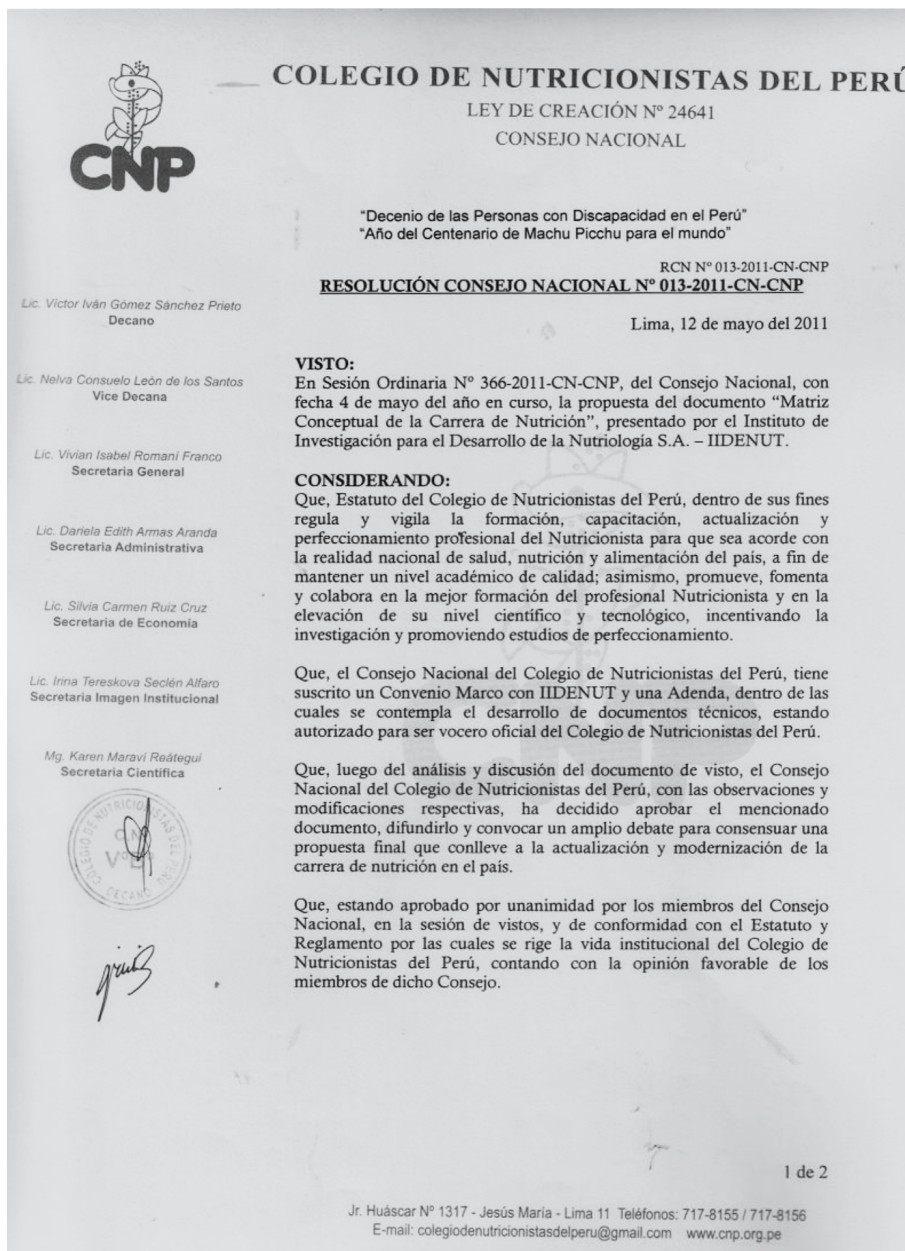 COLEGIO DE NUTRICIONISTAS DEL PERÚ
LEY DE CREACIÓN Nº 24641
CONSEJO NACIONAL
CNP
"Decenio de las Personas con Discapacidad en el Perú"
"Año del Centenario de Machu Picchu para el mundo"
RCN Nº 013-2011-CN-CNP
RESOLUCIÓN CONSEJO NACIONAL Nº 013-2011-CN-CNP
Lima, 12 de mayo del 2011
Lic. Víctor Iván Gómez Sánchez Prieto
Decano
Lic. Nelva Consuelo León de los Santos
Vice Decana
Lic. Vivian Isabel Romaní Franco
Secretaria General
Lic. Dariela Edith Armas Aranda
Secretaria Administrativa
Lic. Silvia Carmen Ruiz Cruz
Secretaria de Economía
Lic. Irina Tereskova Seclén Alfaro
Secretaria Imagen Institucional
Mg. Karen Maraví Reátegui
Secretaria Científica
COLEGIO DE NUTRICIONISTAS DEL PERU
CNP
VºBº
DECANO
VISTO:
En Sesión Ordinaria Nº 366-2011-CN-CNP, del Consejo Nacional, con
fecha 4 de mayo del año en curso, la propuesta del documento "Matriz
Conceptual de la Carrera de Nutrición", presentado por el Instituto de
Investigación para el Desarrollo de la Nutriología S.A. – IIDENUT.
CONSIDERANDO:
Que, Estatuto del Colegio de Nutricionistas del Perú, dentro de sus fines
regula y vigila la formación, capacitación, actualización y
perfeccionamiento profesional del Nutricionista para que sea acorde con
la realidad nacional de salud, nutrición y alimentación del país, a fin de
mantener un nivel académico de calidad; asimismo, promueve, fomenta
y colabora en la mejor formación del profesional Nutricionista y en la
elevación de su nivel científico y tecnológico, incentivando la
investigación y promoviendo estudios de perfeccionamiento.
Que, el Consejo Nacional del Colegio de Nutricionistas del Perú, tiene
suscrito un Convenio Marco con IIDENUT y una Adenda, dentro de las
cuales se contempla el desarrollo de documentos técnicos, estando
autorizado para ser vocero oficial del Colegio de Nutricionistas del Perú.
Que, luego del análisis y discusión del documento de visto, el Consejo
Nacional del Colegio de Nutricionistas del Perú, con las observaciones y
modificaciones respectivas, ha decidido aprobar el mencionado
documento, difundirlo y convocar un amplio debate para consensuar una
propuesta final que conlleve a la actualización y modernización de la
carrera de nutrición en el país.
Que, estando aprobado por unanimidad por los miembros del Consejo
Nacional, en la sesión de vistos, y de conformidad con el Estatuto y
Reglamento por las cuales se rige la vida institucional del Colegio de
Nutricionistas del Perú, contando con la opinión favorable de los
miembros de dicho Consejo.
1 de 2
Jr. Huáscar Nº 1317 - Jesús María - Lima 11 Teléfonos: 717-8155 / 717-8156
E-mail: colegiodenutricionistasdelperu@gmail.com www.cnp.org.pe